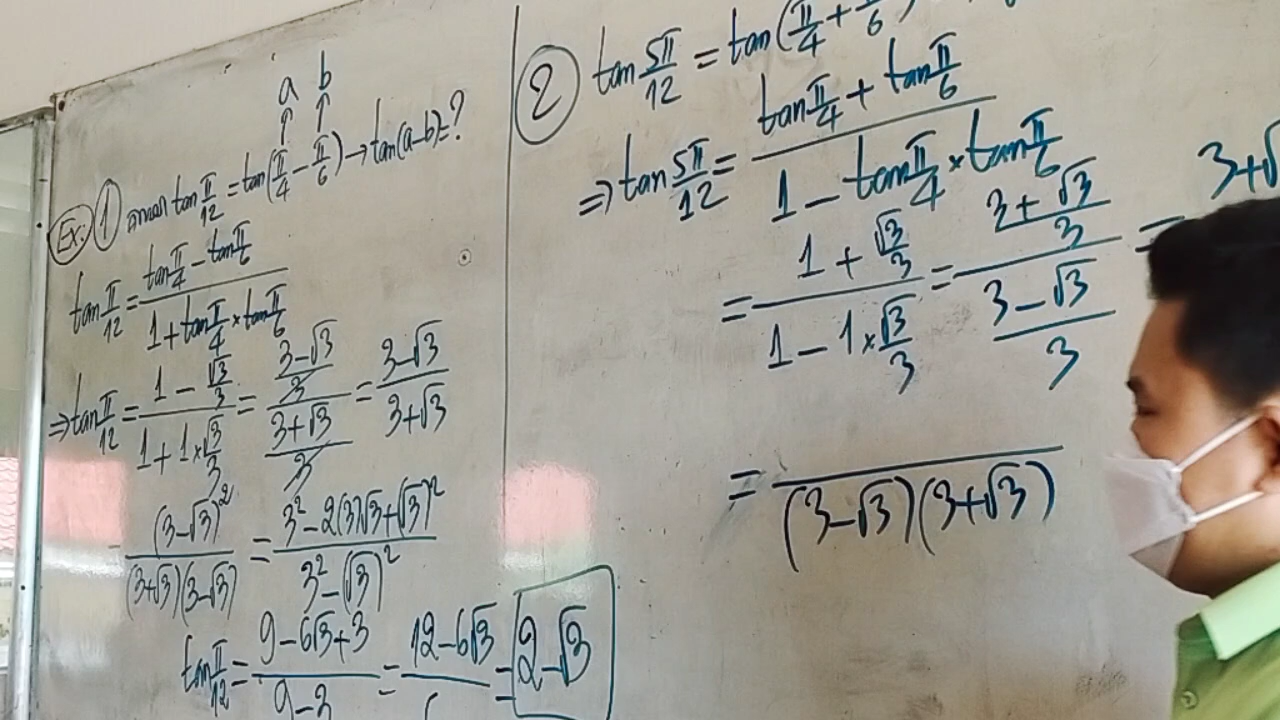 a b
Ex. 1 tan π/12 = tan(π/4 − π/6) → tan(a−b)=?
tan π/12 = (tan π/4 − tan π/6)/(1 + tan π/4 × tan π/6)
⇒ tan π/12 = (1 − √3/3)/(1 + 1×√3/3) = ((3−√3)/3)/((3+√3)/3) = (3−√3)/(3+√3)
(3−√3)²/((3+√3)(3−√3)) = (3² − 2(3)√3 + (√3)²)/(3² − (√3)²)
tan π/12 = (9 − 6√3 + 3)/(9−3) = (12 − 6√3)/ = 2 − √3
2 tan 5π/12 = tan(π/4 + π/6)
⇒ tan 5π/12 = (tan π/4 + tan π/6)/(1 − tan π/4 × tan π/6)
= (1 + √3/3)/(1 − 1×√3/3) = ((3+√3)/3)/((3−√3)/3) = 3+√
= /((3−√3)(3+√3))